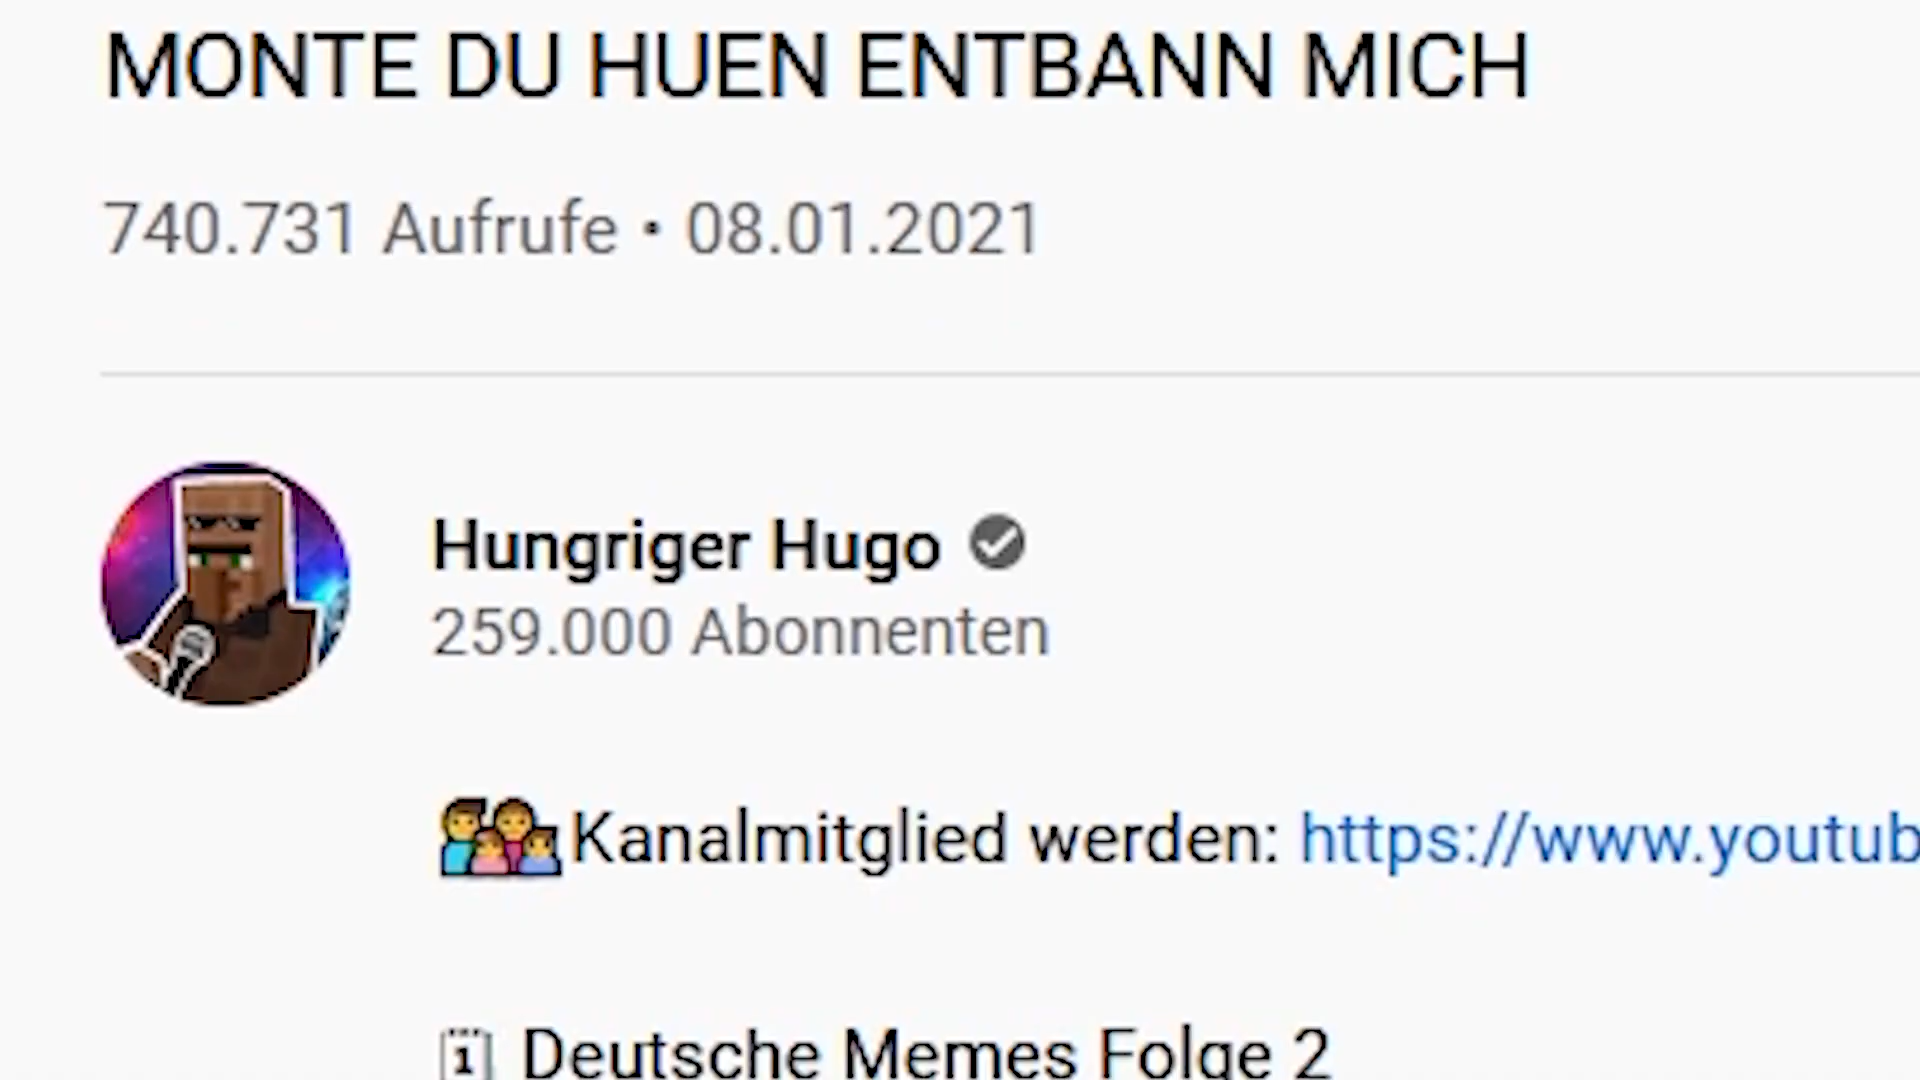 MONTE DU HUEN ENTBANN MICH
740.731 Aufrufe • 08.01.2021
Hungriger Hugo
259.000 Abonnenten
Kanalmitglied werden: https://www.youtub
1 Deutsche Memes Folge 2